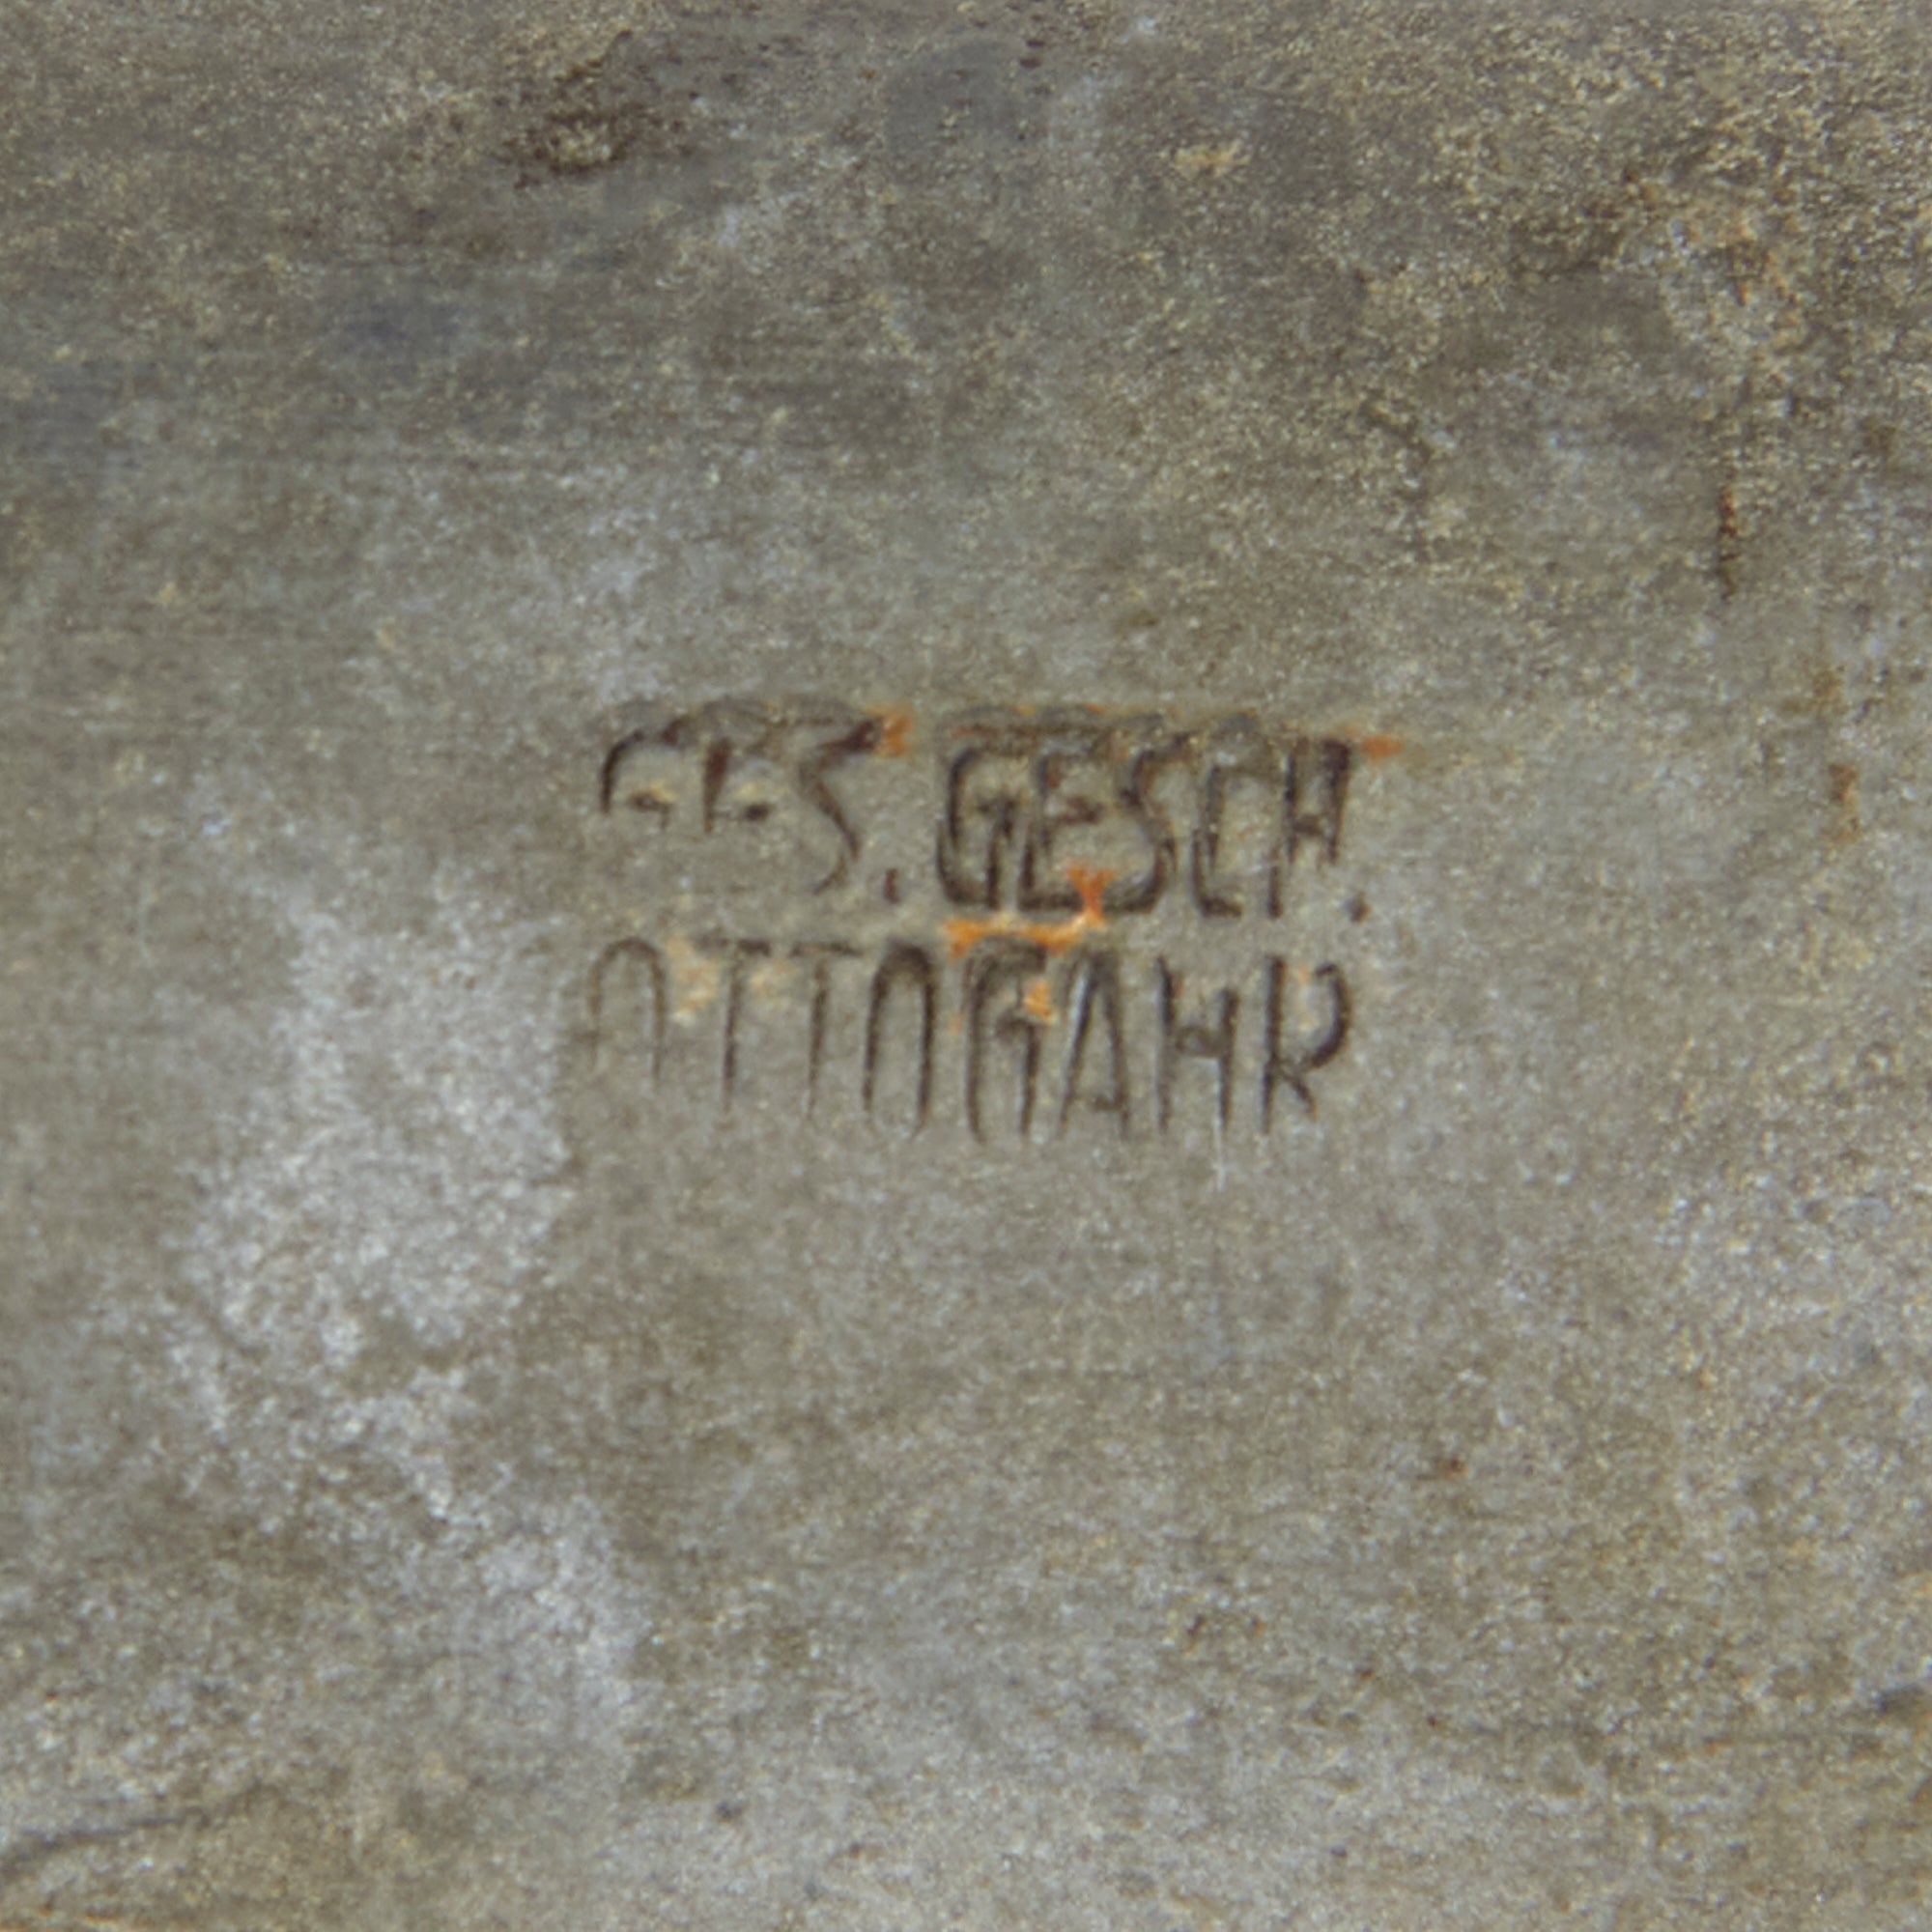 GES. GESCH.
OTTO GAHR